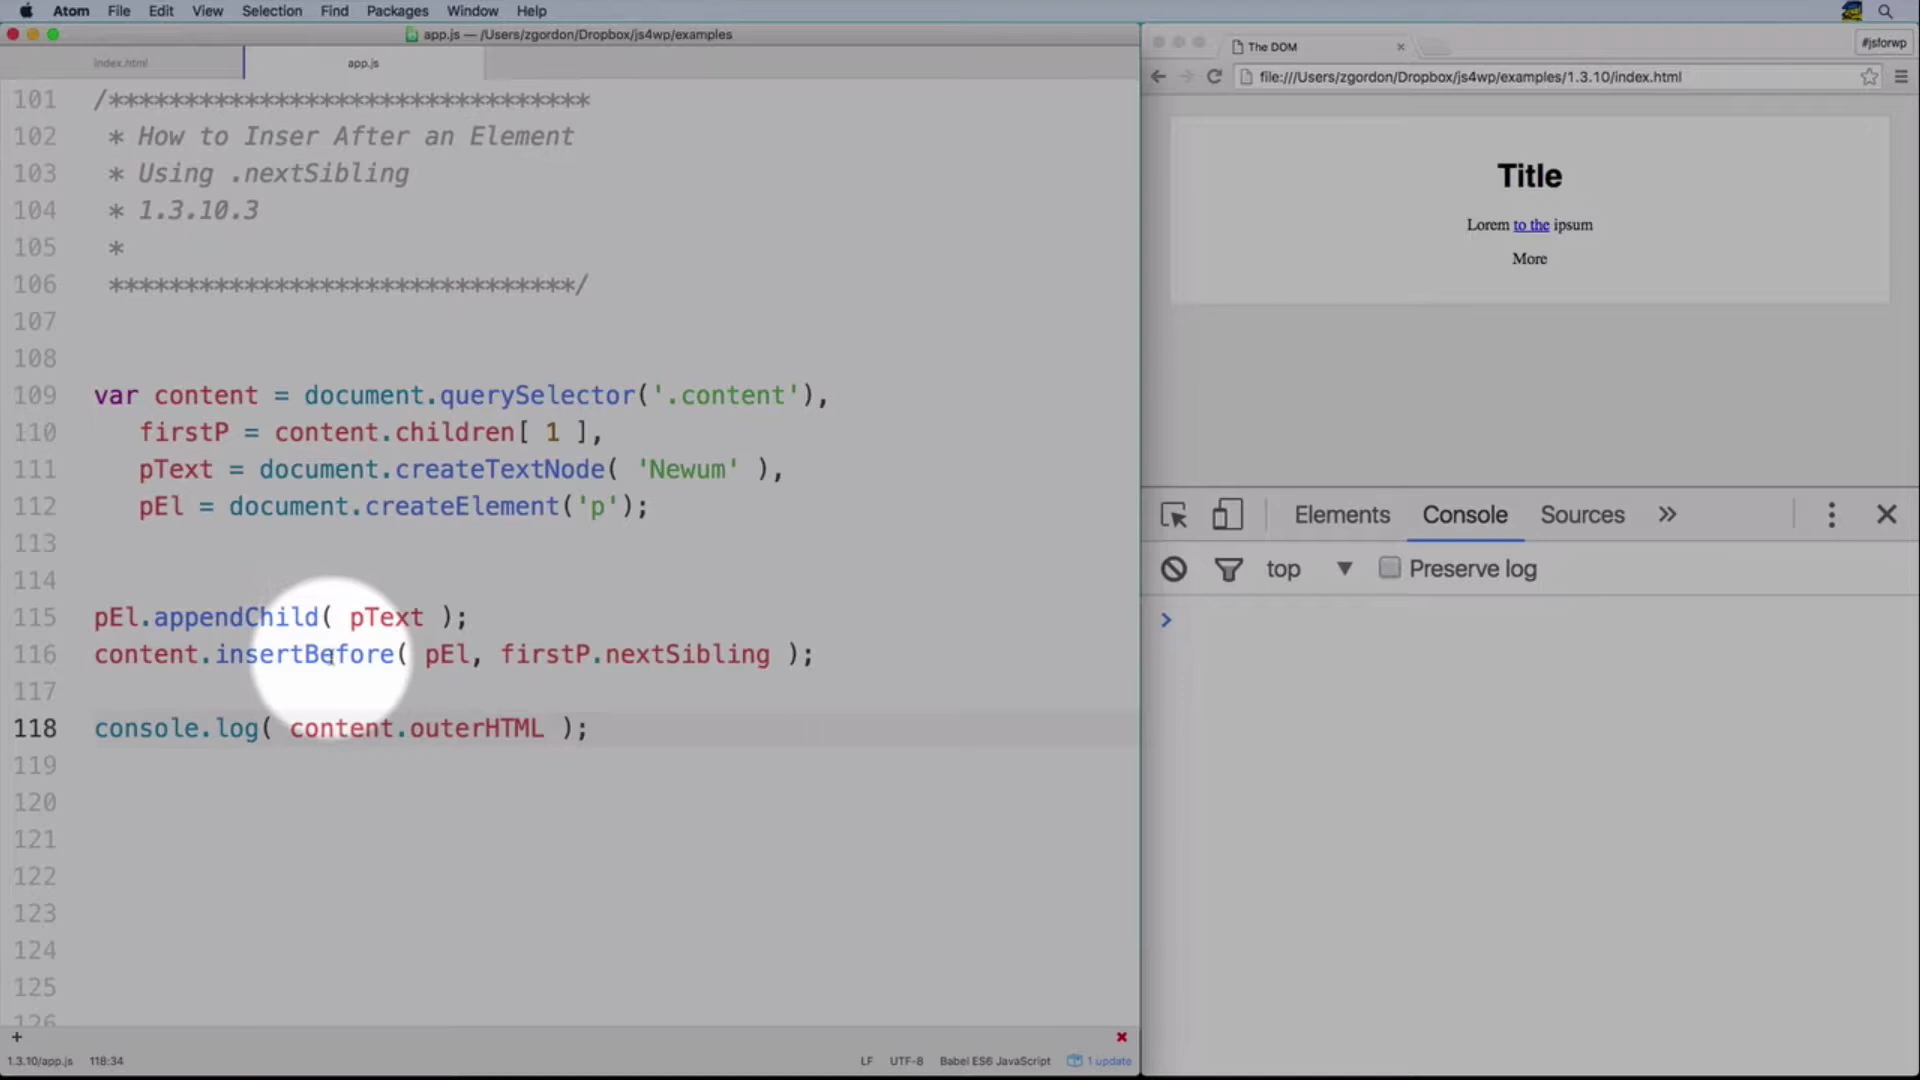 Atom File Edit View Selection Find Packages Window Help
app.js — /Users/zgordon/Dropbox/js4wp/examples
index.html
app.js
101 /********************************
102 * How to Inser After an Element
103 * Using .nextSibling
104 * 1.3.10.3
105 *
106 *******************************/
107
108
109 var content = document.querySelector('.content'),
110 firstP = content.children[ 1 ],
111 pText = document.createTextNode( 'Newum' ),
112 pEl = document.createElement('p');
113
114
115 pEl.appendChild( pText );
116 content.insertBefore( pEl, firstP.nextSibling );
117
118 console.log( content.outerHTML );
119
120
121
122
123
124
125
126
+
1.3.10/app.js 118:34 LF UTF-8 Babel ES6 JavaScript 1 update
The DOM
#jsforwp
file:///Users/zgordon/Dropbox/js4wp/examples/1.3.10/index.html
Title
Lorem to the ipsum
More
Elements Console Sources »
top Preserve log
>